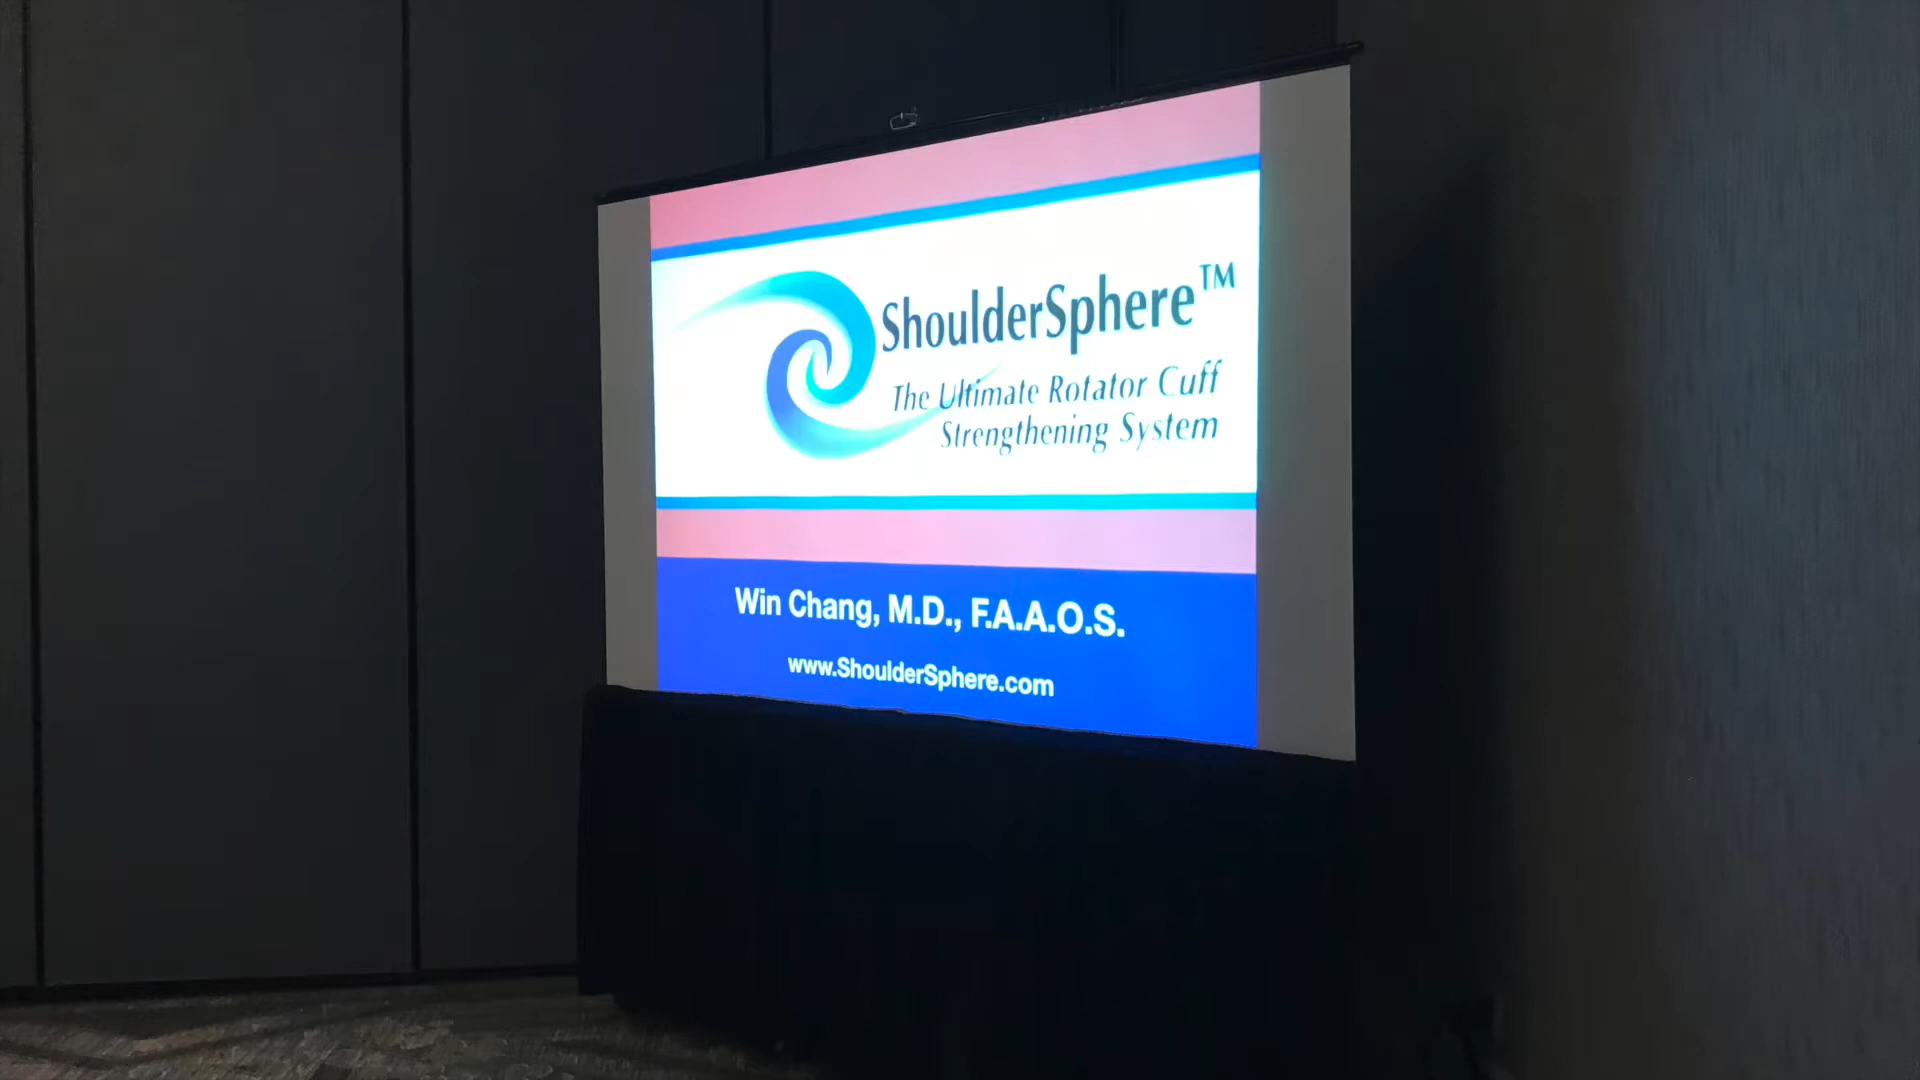 ShoulderSphere™
The Ultimate Rotator Cuff
Strengthening System
Win Chang, M.D., F.A.A.O.S.
www.ShoulderSphere.com